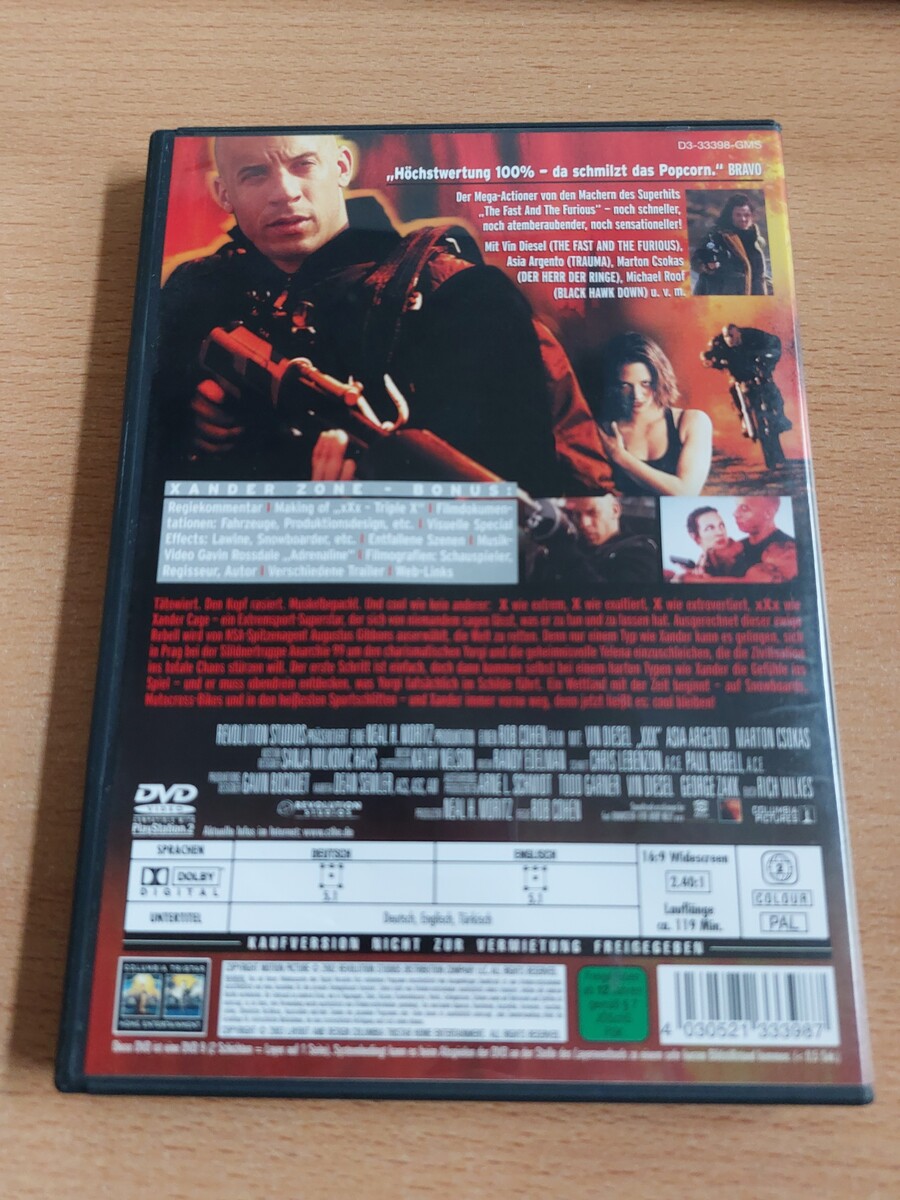 D3-33398-GMS
„Höchstwertung 100% – da schmilzt das Popcorn.“ BRAVO
Der Mega-Actioner von den Machern des Superhits
„The Fast And The Furious“ – noch schneller,
noch atemberaubender, noch sensationeller!
Mit Vin Diesel (THE FAST AND THE FURIOUS),
Asia Argento (TRAUMA), Marton Csokas
(DER HERR DER RINGE), Michael Roof
(BLACK HAWK DOWN) u. v. m.
XANDER ZONE - BONUS:
Regiekommentar | Making of „xXx - Triple X“ | Filmdokumen-
tationen: Fahrzeuge, Produktionsdesign, etc. | Visuelle Special
Effects: Lawine, Snowboarder, etc. | Entfallene Szenen | Musik-
Video Gavin Rossdale „Adrenaline“ | Filmografien: Schauspieler,
Regisseur, Autor | Verschiedene Trailer | Web-Links
Tätowiert. Den Kopf rasiert. Muskelbepackt. Und cool wie kein anderer: X wie extrem, X wie exaltiert, X wie extrovertiert, xXx wie
Xander Cage – ein Extremsport-Superstar, der sich von niemandem sagen lässt, was er zu tun und zu lassen hat. Ausgerechnet dieser
Rebell wird von NSA-Spitzenagent Augustus Gibbons auserwählt, die Welt zu retten. Denn nur einem Typ wie Xander kann es gelingen, sich
in Prag bei der Söldnertruppe Anarchie 99 um den charismatischen Yorgi und die geheimnisvolle Yelena einzuschleichen, die die Zivilisation
ins totale Chaos stürzen will. Der erste Schritt ist einfach, doch dann kommen selbst bei einem harten Typen wie Xander die Gefühle ins
Spiel – und er muss obendrein entdecken, was Yorgi tatsächlich im Schilde führt. Ein Wettlauf mit der Zeit beginnt – auf Snowboards,
Motocross-Bikes und in den heißesten Sportschlitten – und Xander immer vorne weg, denn jetzt heißt es: cool bleiben!
REVOLUTION STUDIOS PRÄSENTIERT EINE NEAL H. MORITZ PRODUKTION EINEN ROB COHEN FILM MIT VIN DIESEL „XXX“ ASIA ARGENTO MARTON CSOKAS
SANJA MILKOVIC HAYS KATHY NELSON RANDY EDELMAN CHRIS LEBENZON, A.C.E. PAUL RUBELL A.C.E.
GAVIN BOCQUET DEAN SEMLER, ARNE L. SCHMIDT TODD GARNER VIN DIESEL GEORGE ZAKK RICH WILKES
NEAL H. MORITZ ROB COHEN
REVOLUTION STUDIOS
COLUMBIA PICTURES
DVD
VIDEO
COMPATIBLE WITH
PlayStation.2
Aktuelle Infos im Internet:
SPRACHEN
DEUTSCH
ENGLISCH
DOLBY
DIGITAL
5.1
5.1
UNTERTITEL
Deutsch, Englisch, Türkisch
16:9 Widescreen
2.40:1
Lauflänge
ca. 119 Min.
2
COLOUR
PAL
KAUFVERSION NICHT ZUR VERMIETUNG FREIGEGEBEN
COLUMBIA TRISTAR
HOME ENTERTAINMENT
4 030521 333987